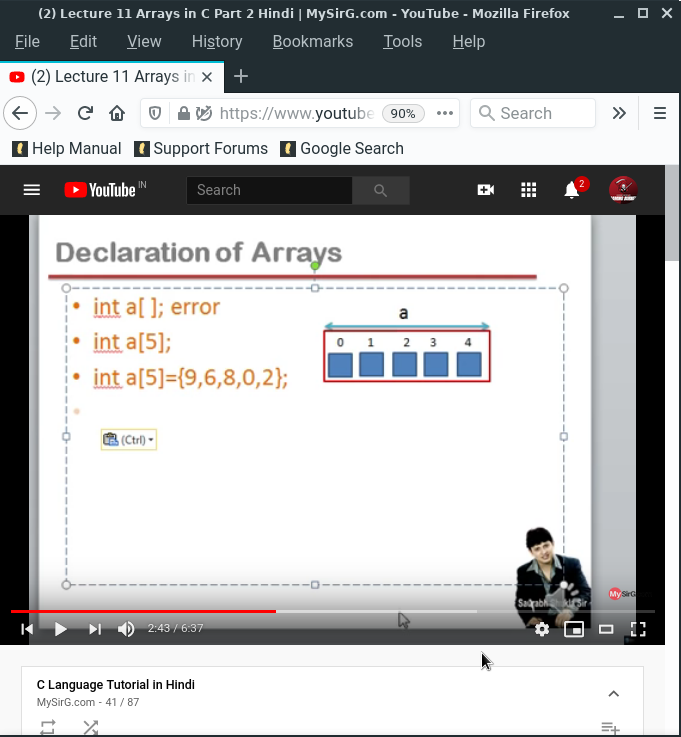 (2) Lecture 11 Arrays in C Part 2 Hindi | MySirG.com - YouTube - Mozilla Firefox
File Edit View History Bookmarks Tools Help
(2) Lecture 11 Arrays in
https://www.youtube 90% Search
Help Manual Support Forums Google Search
YouTube IN Search 2
Declaration of Arrays
• int a[ ]; error
• int a[5];
• int a[5]={9,6,8,0,2};
a
0 1 2 3 4
(Ctrl)
MySirG
Sir
2:43 / 6:37
C Language Tutorial in Hindi
MySirG.com - 41 / 87